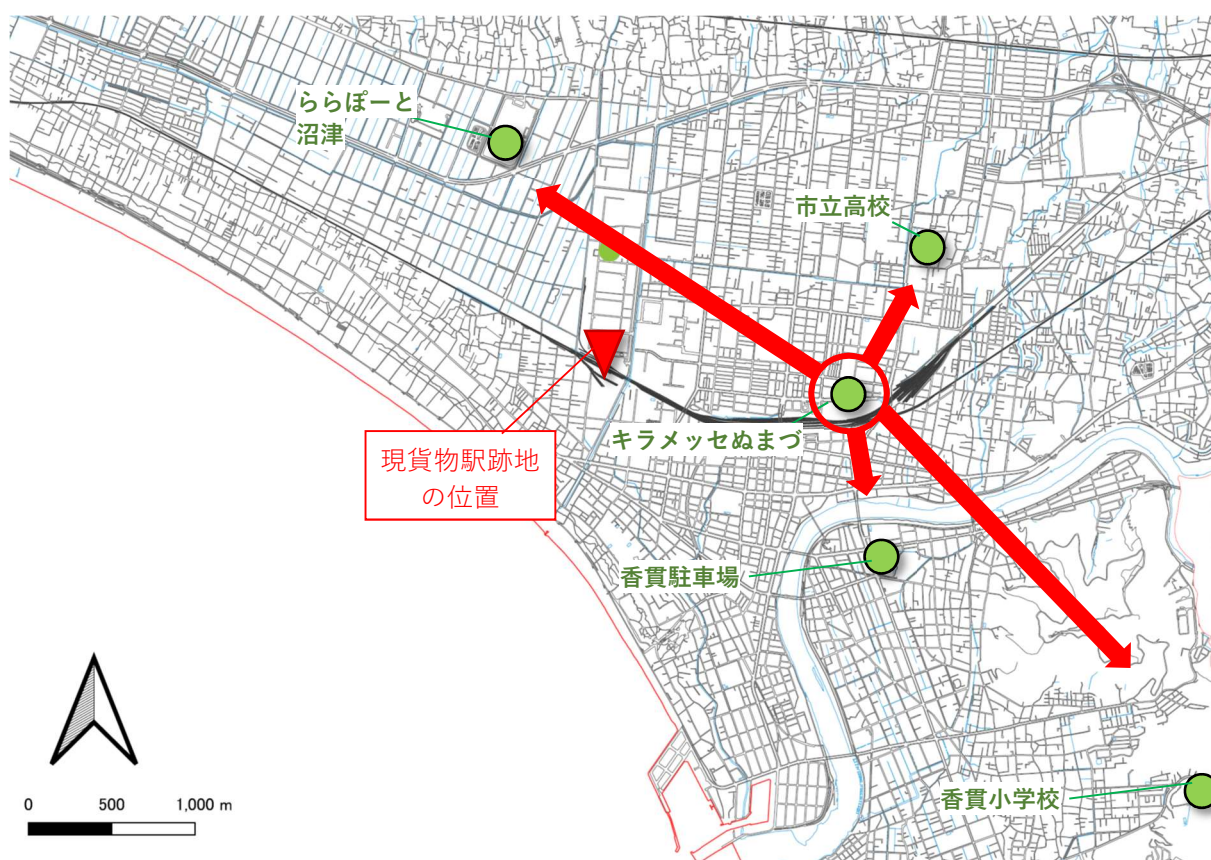 ららぽーと
沼津
市立高校
キラメッセぬまづ
現貨物駅跡地
の位置
香貫駐車場
香貫小学校
0 500 1,000 m